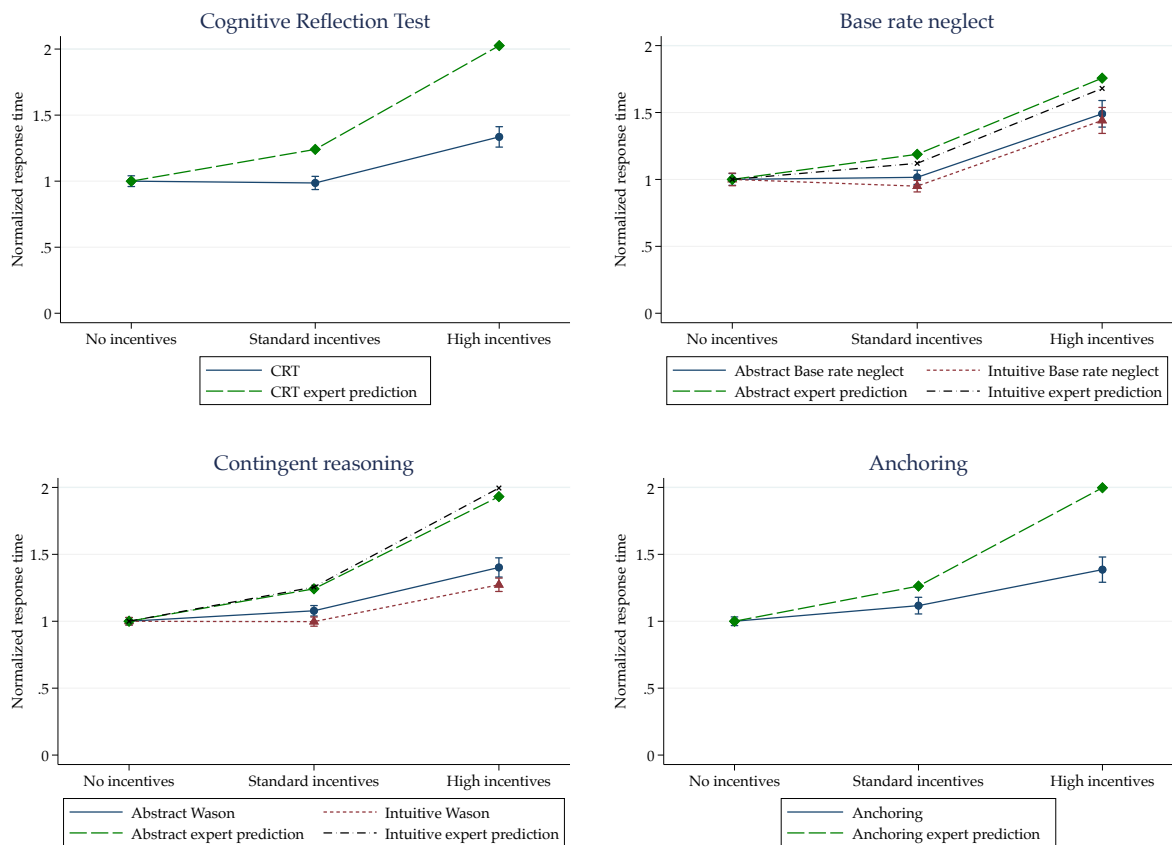 Cognitive Reflection Test
Normalized response time
2
1.5
1
.5
0
No incentives
Standard incentives
High incentives
CRT
CRT expert prediction
Base rate neglect
Normalized response time
2
1.5
1
.5
0
No incentives
Standard incentives
High incentives
Abstract Base rate neglect
Intuitive Base rate neglect
Abstract expert prediction
Intuitive expert prediction
Contingent reasoning
Normalized response time
2
1.5
1
.5
0
No incentives
Standard incentives
High incentives
Abstract Wason
Intuitive Wason
Abstract expert prediction
Intuitive expert prediction
Anchoring
Normalized response time
2
1.5
1
.5
0
No incentives
Standard incentives
High incentives
Anchoring
Anchoring expert prediction